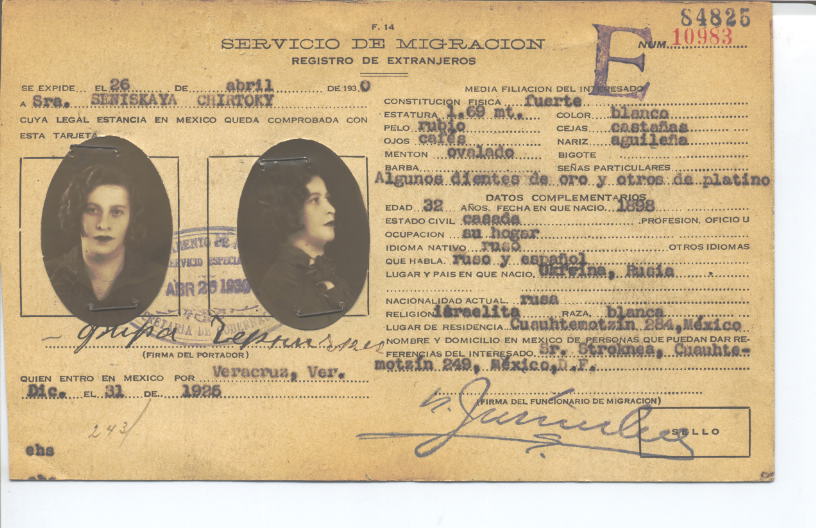 F. 14
84825
SERVICIO DE MIGRACION
E
NUM. 10983
REGISTRO DE EXTRANJEROS
SE EXPIDE EL 26 DE abril DE 1930
A Sra. SENISKAYA CHIRTOKY
CUYA LEGAL ESTANCIA EN MEXICO QUEDA COMPROBADA CON
ESTA TARJETA
ABR 26 1930
(FIRMA DEL PORTADOR)
QUIEN ENTRO EN MEXICO POR Veracruz, Ver.
Dic. EL 31 DE 1925
243
ehs
MEDIA FILIACION DEL INTERESADO
CONSTITUCION FISICA fuerte
ESTATURA 1.69 mt. COLOR blanco
PELO rubio CEJAS castañas
OJOS cafés NARIZ aguileña
MENTON ovalado BIGOTE
BARBA SEÑAS PARTICULARES
Algunos dientes de oro y otros de platino
DATOS COMPLEMENTARIOS
EDAD 32 AÑOS. FECHA EN QUE NACIO, 1898
ESTADO CIVIL casada PROFESION, OFICIO U
OCUPACION su hogar
IDIOMA NATIVO ruso OTROS IDIOMAS
QUE HABLA. ruso y español
LUGAR Y PAIS EN QUE NACIO. Ukreina, Rusia
NACIONALIDAD ACTUAL rusa
RELIGION israelita RAZA, blanca
LUGAR DE RESIDENCIA Cuauhtemotzin 284, México
NOMBRE Y DOMICILIO EN MEXICO DE PERSONAS QUE PUEDAN DAR RE-
FERENCIAS DEL INTERESADO. Sr. Stroknea, Cuauhte-
motzín 249, México, D.F.
(FIRMA DEL FUNCIONARIO DE MIGRACION)
SELLO